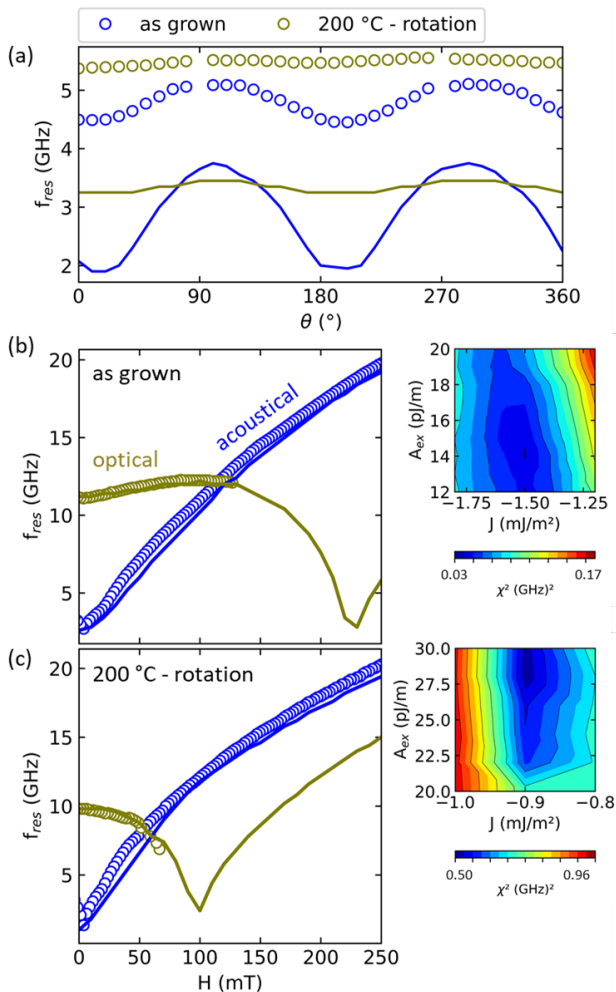 as grown 200 °C - rotation
(a)
5
4
3
2
f_res (GHz)
0 90 180 270 360
θ (°)
(b)
as grown
acoustical
optical
20
15
10
5
f_res (GHz)
20
18
16
14
12
A_ex (pJ/m)
−1.75 −1.50 −1.25
J (mJ/m²)
0.03 0.17
χ² (GHz)²
(c)
200 °C - rotation
20
15
10
5
f_res (GHz)
0 50 100 150 200 250
H (mT)
30.0
27.5
25.0
22.5
20.0
A_ex (pJ/m)
−1.0 −0.9 −0.8
J (mJ/m²)
0.50 0.96
χ² (GHz)²